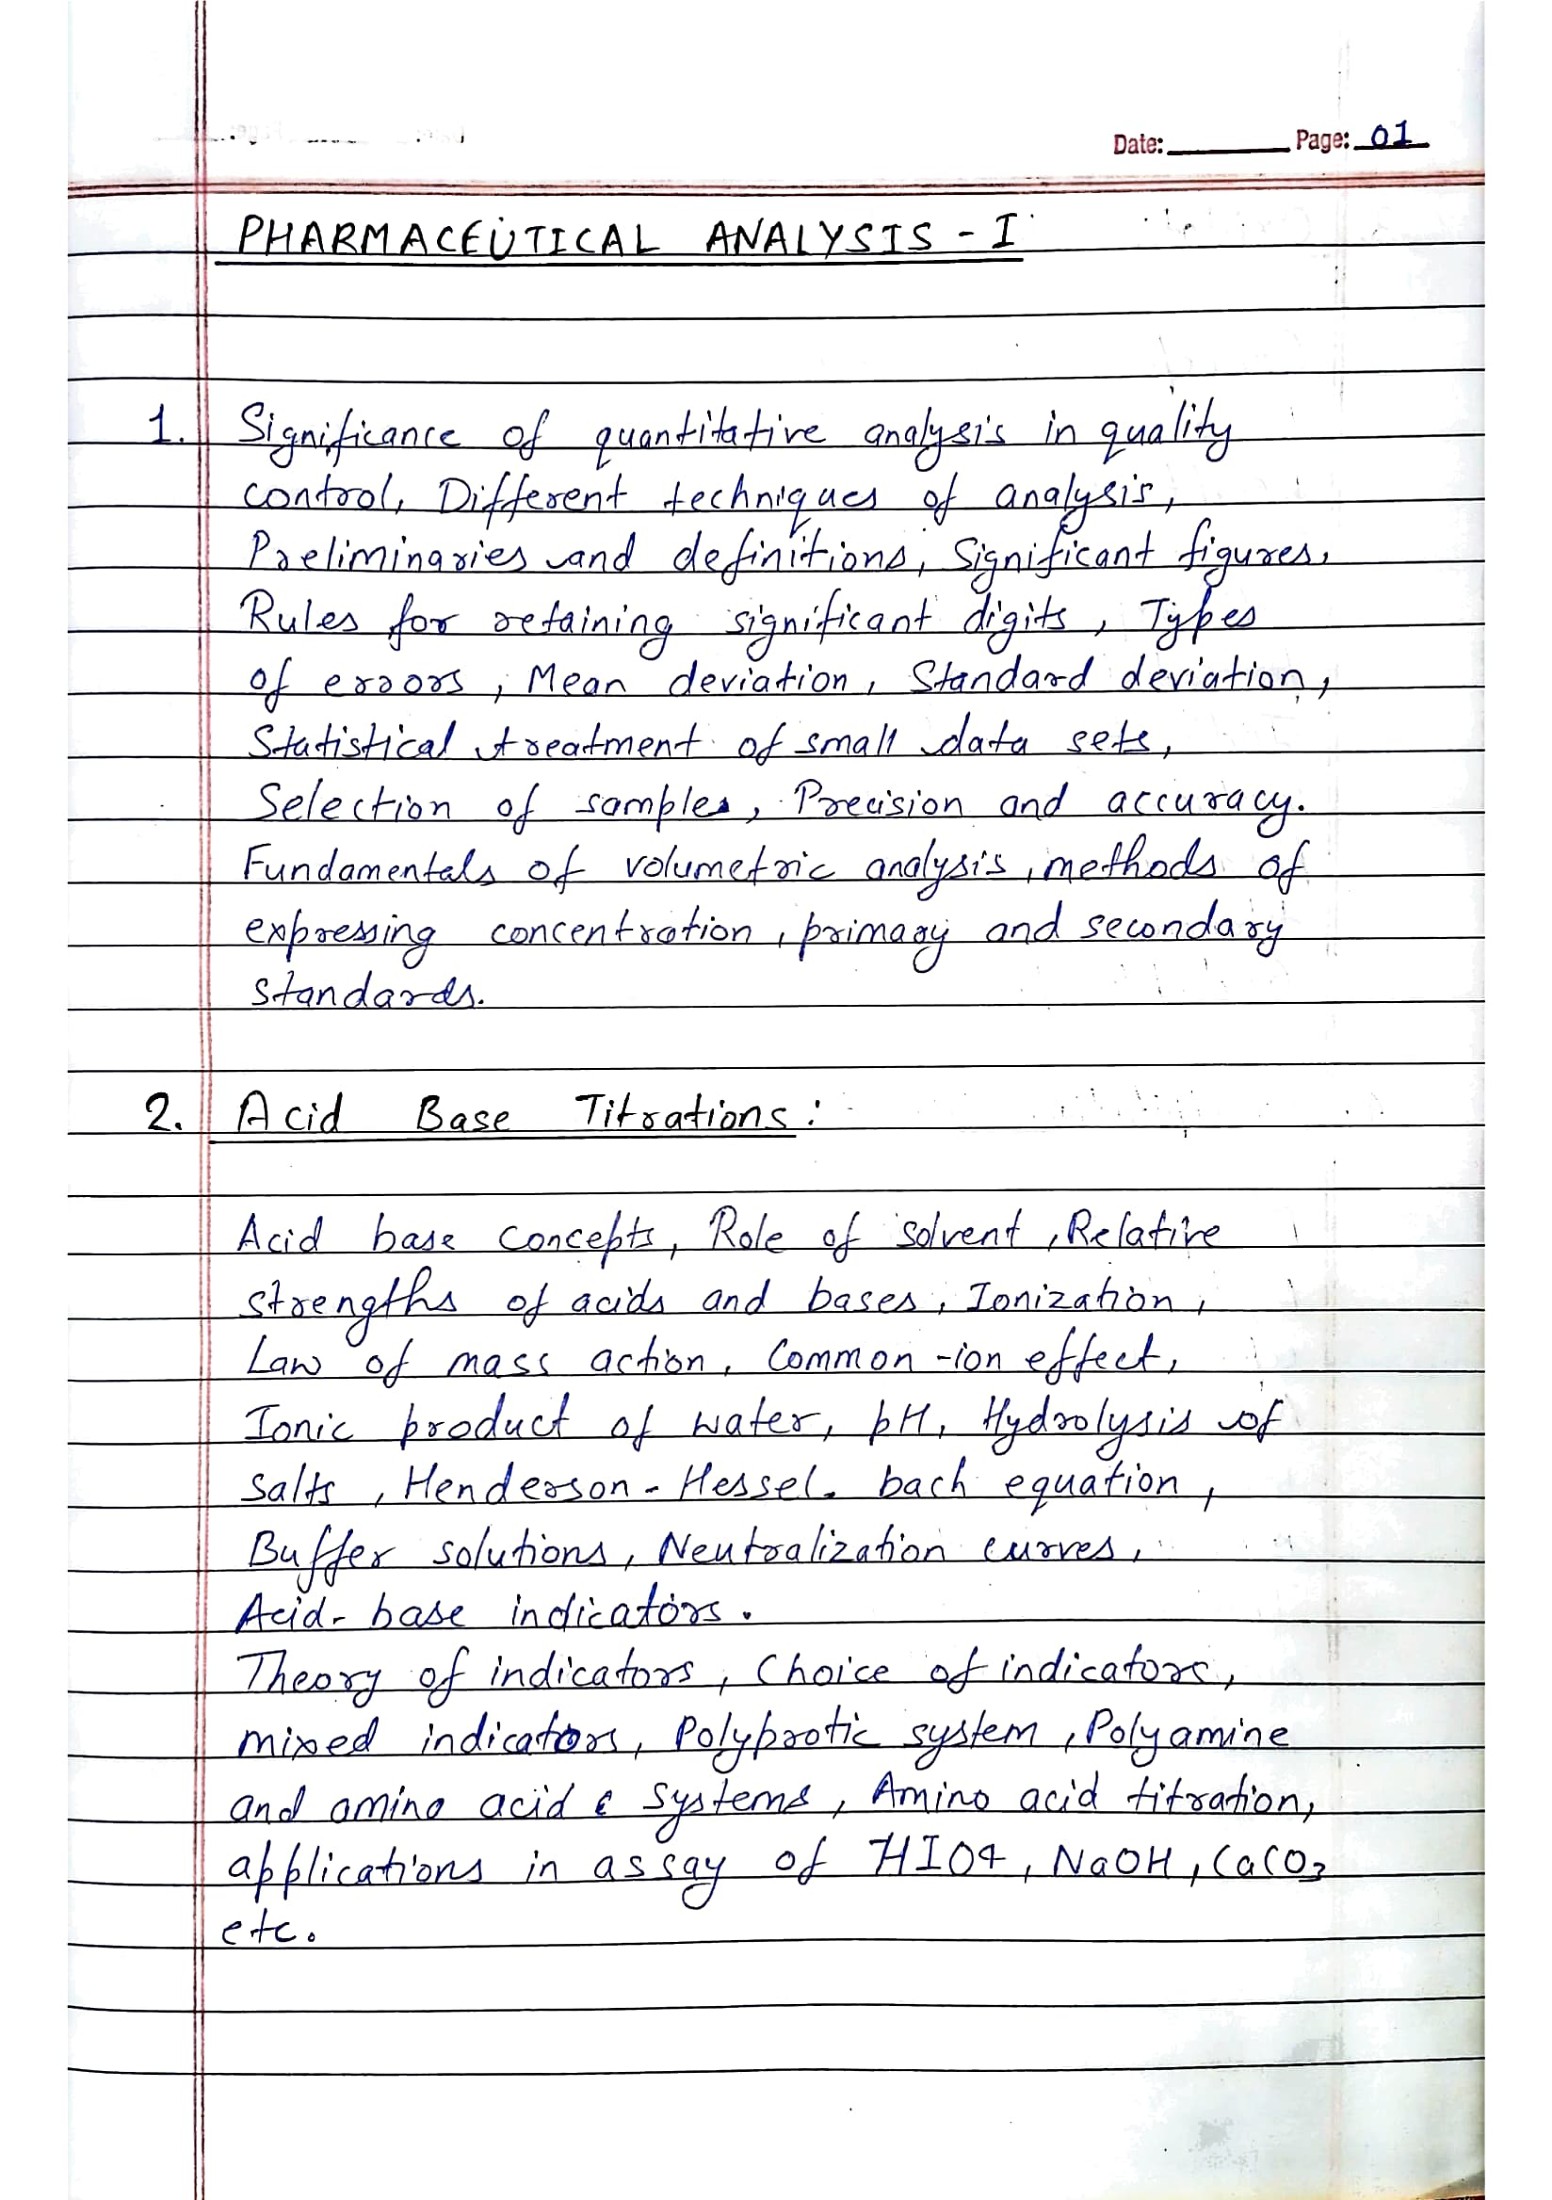 Date: Page: 01
PHARMACEUTICAL ANALYSIS - I
1. Significance of quantitative analysis in quality
control, Different techniques of analysis,
Preliminaries and definitions, Significant figures,
Rules for retaining significant digits, Types
of errors, Mean deviation, Standard deviation,
Statistical treatment of small data sets,
Selection of samples, Precision and accuracy.
Fundamentals of volumetric analysis, methods of
expressing concentration, primary and secondary
standards.
2. Acid Base Titrations:
Acid base concepts, Role of solvent, Relative
strengths of acids and bases, Ionization,
Law of mass action, Common-ion effect,
Ionic product of water, pH, Hydrolysis of
salts, Henderson-Hessel-bach equation,
Buffer solutions, Neutralization curves,
Acid-base indicators.
Theory of indicators, Choice of indicators,
mixed indicators, Polyprotic system, Polyamine
and amino acid & systems, Amino acid titration,
applications in assay of HIO4, NaOH, CaCO3
etc.